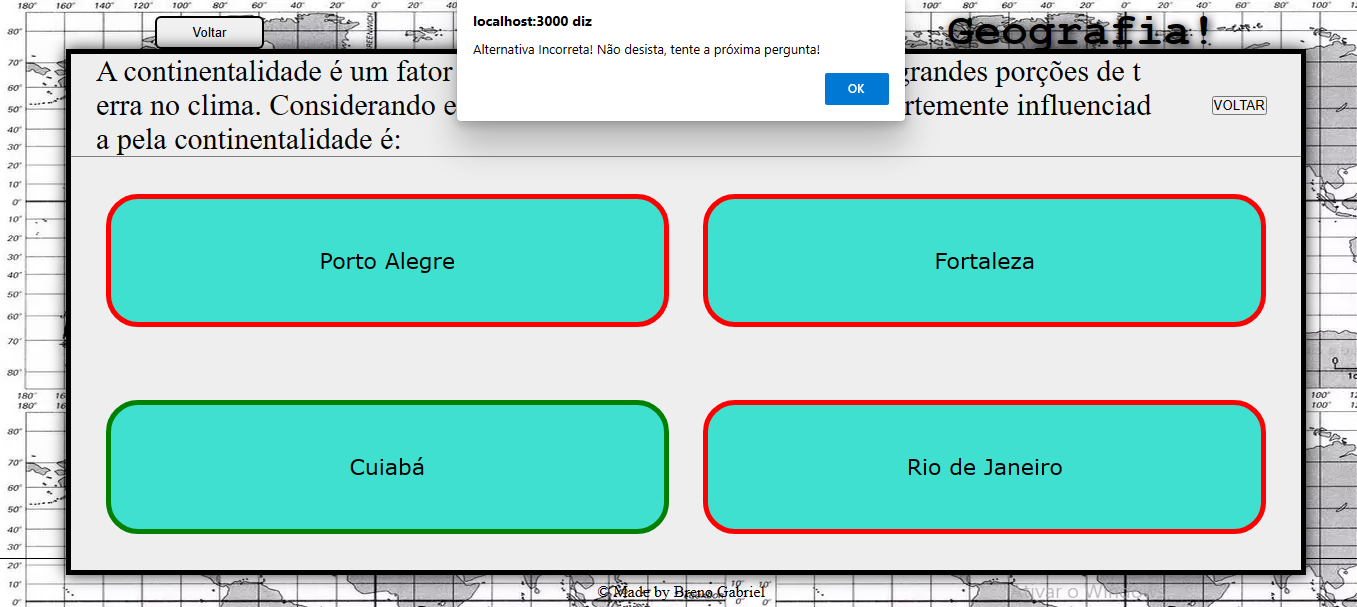 localhost:3000 diz
Alternativa Incorreta! Não desista, tente a próxima pergunta!
OK
Voltar
Geografia!
A continentalidade é um fator grandes porções de t
erra no clima. Considerando e rtemente influenciad
a pela continentalidade é:
VOLTAR
Porto Alegre
Fortaleza
Cuiabá
Rio de Janeiro
© Made by Breno Gabriel